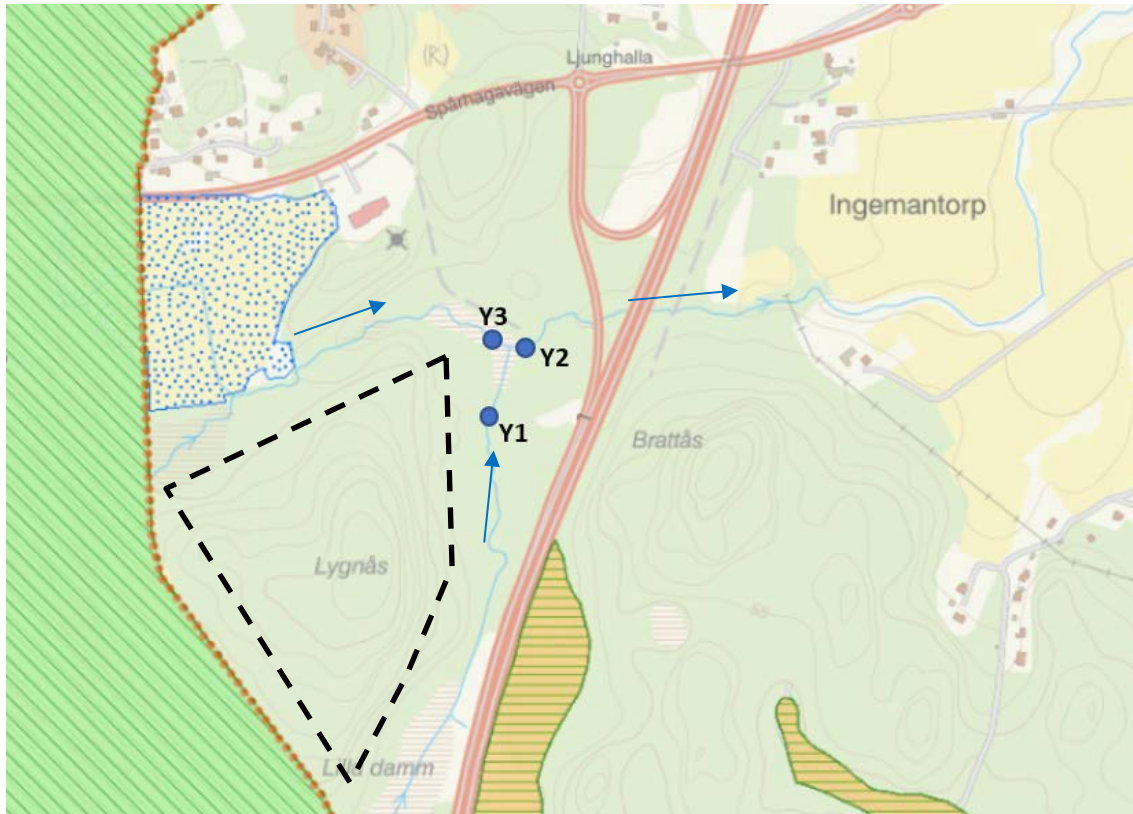 (R)
Ljunghalla
Spårhagavägen
Ingemantorp
Y3
Y2
Y1
Brattås
Lygnås
Lilla damm